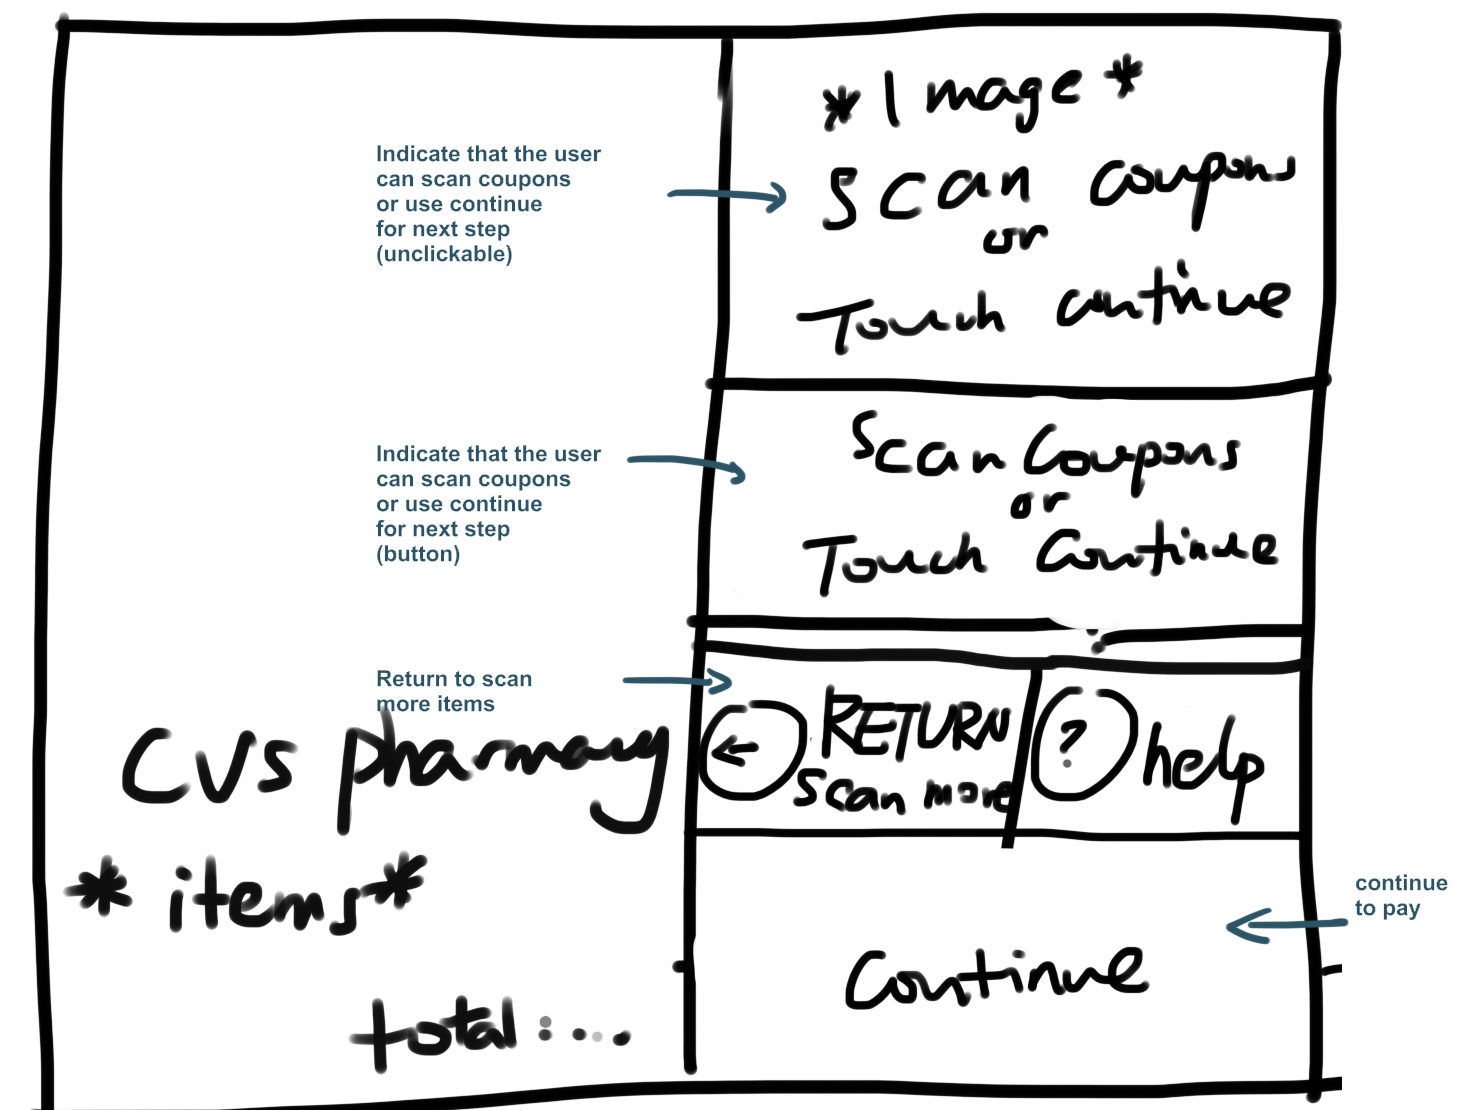 *Image*
Scan coupons
or
Touch continue
Indicate that the user
can scan coupons
or use continue
for next step
(unclickable)
Scan Coupons
or
Touch Continue
Indicate that the user
can scan coupons
or use continue
for next step
(button)
Return to scan
more items
← RETURN
scan more
? help
CVS pharmacy
*items*
total: ...
Continue
continue
to pay